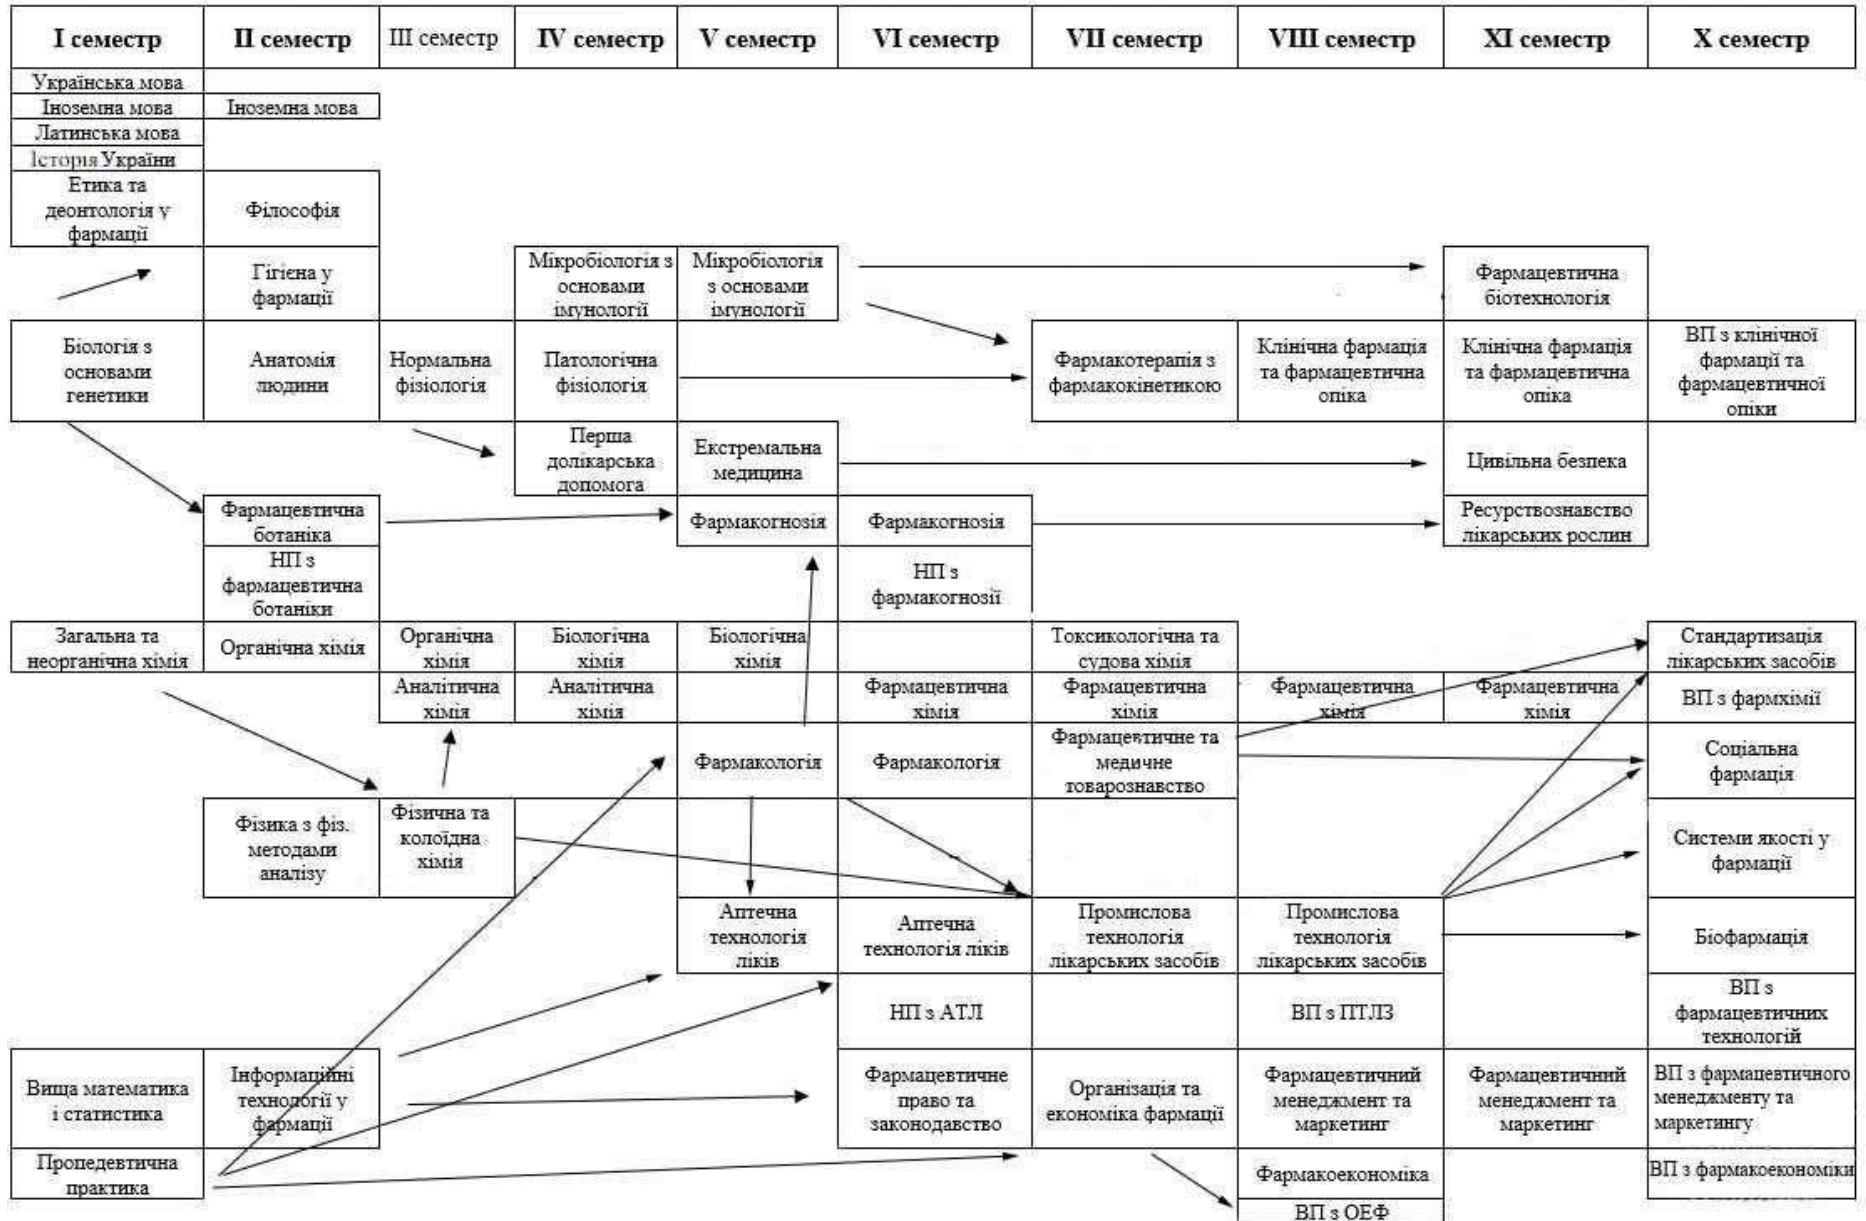 I семестр
II семестр
III семестр
IV семестр
V семестр
VI семестр
VII семестр
VIII семестр
XI семестр
X семестр
Українська мова
Іноземна мова
Іноземна мова
Латинська мова
Історія України
Етика та
деонтологія у
фармації
Філософія
Гігієна у
фармації
Мікробіологія з
основами
імунології
Мікробіологія
з основами
імунології
Фармацевтична
біотехнологія
Біологія з
основами
генетики
Анатомія
людини
Нормальна
фізіологія
Патологічна
фізіологія
Фармакотерапія з
фармакокінетикою
Клінічна фармація
та фармацевтична
опіка
Клінічна фармація
та фармацевтична
опіка
ВП з клінічної
фармації та
фармацевтичної
опіки
Перша
долікарська
допомога
Екстремальна
медицина
Цивільна безпека
Фармацевтична
ботаніка
Фармакогнозія
Фармакогнозія
Ресурствознавство
лікарських рослин
НП з
фармацевтична
ботаніки
НП з
фармакогнозії
Загальна та
неорганічна хімія
Органічна хімія
Органічна
хімія
Біологічна
хімія
Біологічна
хімія
Токсикологічна та
судова хімія
Стандартизація
лікарських засобів
Аналітична
хімія
Аналітична
хімія
Фармацевтична
хімія
Фармацевтична
хімія
Фармацевтична
хімія
Фармацевтична
хімія
ВП з фармхімії
Фармакологія
Фармакологія
Фармацевтичне та
медичне
товарознавство
Соціальна
фармація
Фізика з фіз.
методами
аналізу
Фізична та
колоїдна
хімія
Системи якості у
фармації
Аптечна
технологія
ліків
Аптечна
технологія ліків
Промислова
технологія
лікарських засобів
Промислова
технологія
лікарських засобів
Біофармація
НП з АТЛ
ВП з ПТЛЗ
ВП з
фармацевтичних
технологій
Вища математика
і статистика
Інформаційні
технології у
фармації
Фармацевтичне
право та
законодавство
Організація та
економіка фармації
Фармацевтичний
менеджмент та
маркетинг
Фармацевтичний
менеджмент та
маркетинг
ВП з фармацевтичного
менеджменту та
маркетингу
Пропедевтична
практика
Фармакоекономіка
ВП з фармакоекономіки
ВП з ОЕФ